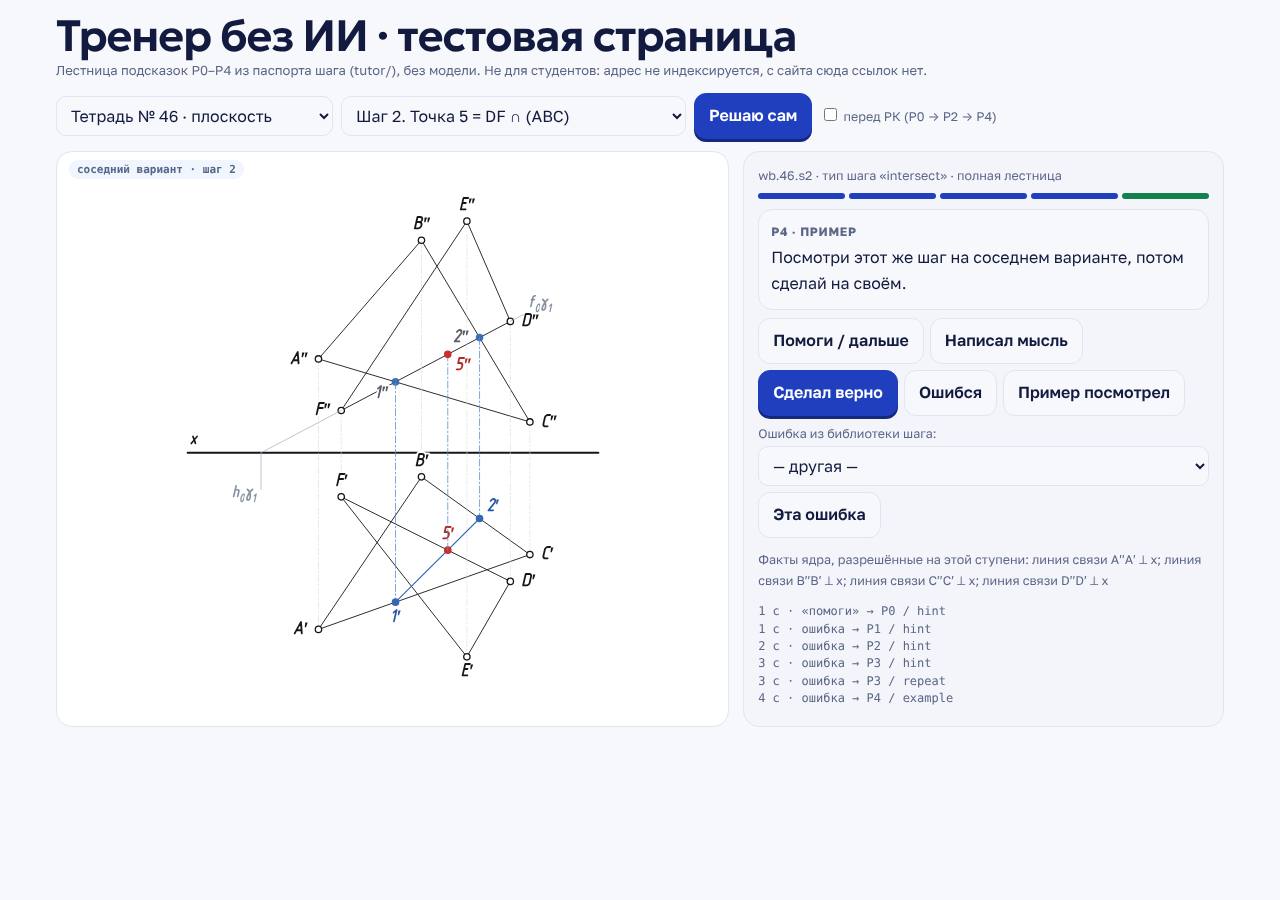 Тренер без ИИ · тестовая страница
Лестница подсказок P0–P4 из паспорта шага (tutor/), без модели. Не для студентов: адрес не индексируется, с сайта сюда ссылок нет.
Тетрадь № 46 · плоскость
Шаг 2. Точка 5 = DF ∩ (ABC)
Решаю сам
перед РК (P0 → P2 → P4)
соседний вариант · шаг 2
E″
B″
f₀γ₁
D″
2″
5″
A″
1″
F″
C″
x
B′
F′
h₀γ₁
2′
5′
C′
D′
1′
A′
E′
wb.46.s2 · тип шага «intersect» · полная лестница
P4 · ПРИМЕР
Посмотри этот же шаг на соседнем варианте, потом
сделай на своём.
Помоги / дальше
Написал мысль
Сделал верно
Ошибся
Пример посмотрел
Ошибка из библиотеки шага:
— другая —
Эта ошибка
Факты ядра, разрешённые на этой ступени: линия связи A″A′ ⟂ x; линия
связи B″B′ ⟂ x; линия связи C″C′ ⟂ x; линия связи D″D′ ⟂ x
1 с · «помоги» → P0 / hint
1 с · ошибка → P1 / hint
2 с · ошибка → P2 / hint
3 с · ошибка → P3 / hint
3 с · ошибка → P3 / repeat
4 с · ошибка → P4 / example